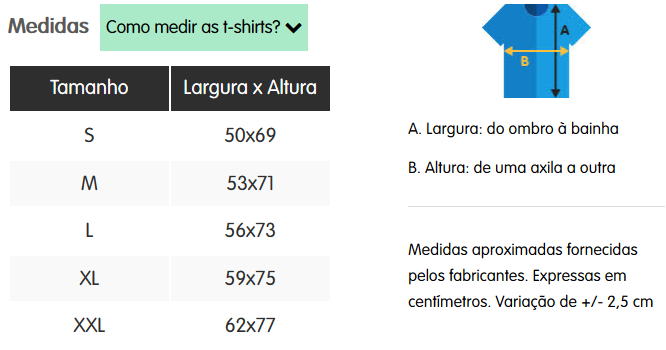 Medidas
Como medir as t-shirts?
Tamanho Largura x Altura
S 50x69
M 53x71
L 56x73
XL 59x75
XXL 62x77
A
B
A. Largura: do ombro à bainha
B. Altura: de uma axila a outra
Medidas aproximadas fornecidas
pelos fabricantes. Expressas em
centímetros. Variação de +/- 2,5 cm